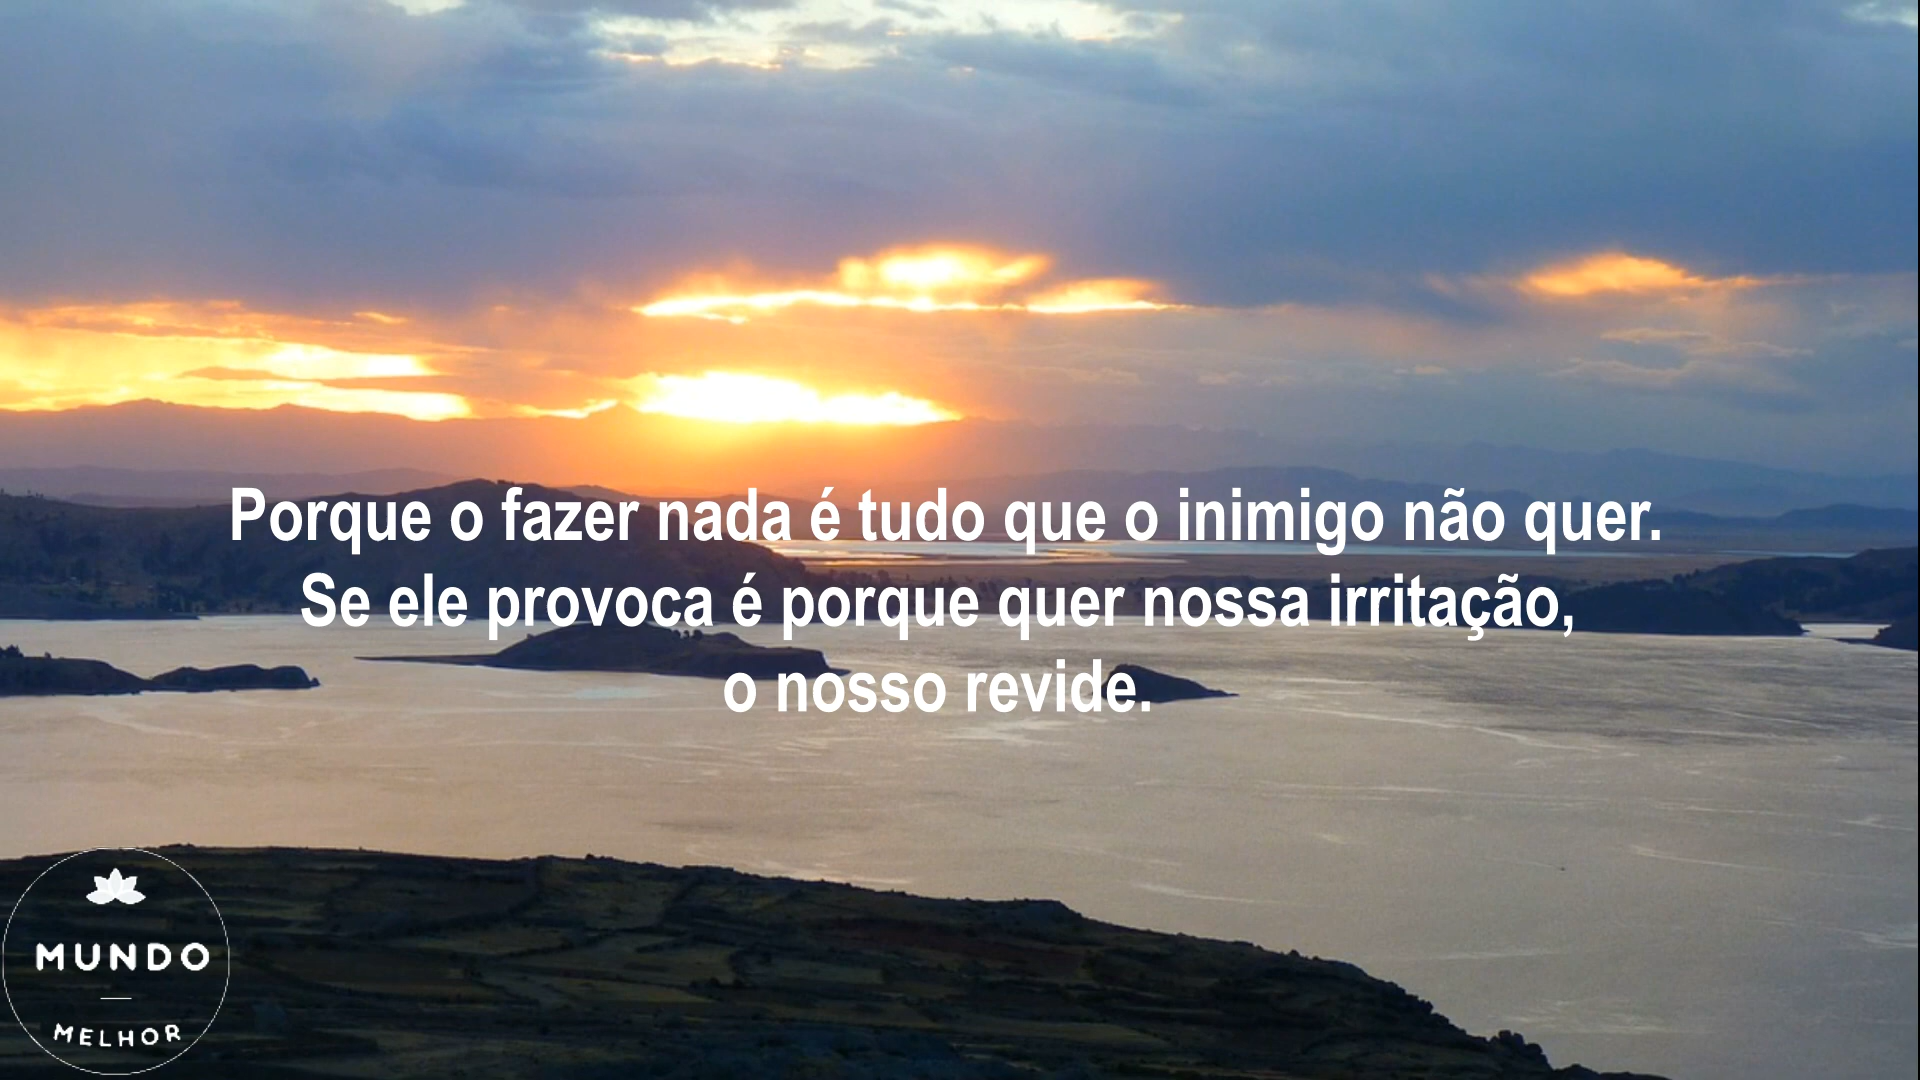 Porque o fazer nada é tudo que o inimigo não quer.
Se ele provoca é porque quer nossa irritação,
o nosso revide.
MUNDO
MELHOR